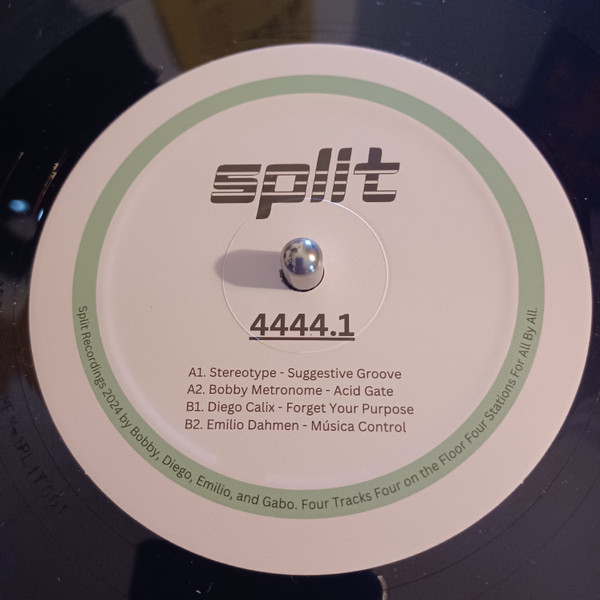 split
4444.1
A1. Stereotype - Suggestive Groove
A2. Bobby Metronome - Acid Gate
B1. Diego Calix - Forget Your Purpose
B2. Emilio Dahmen - Música Control
Split Recordings 2024 by Bobby, Diego, Emilio, and Gabo. Four Tracks Four on the Floor Four Stations For All By All.